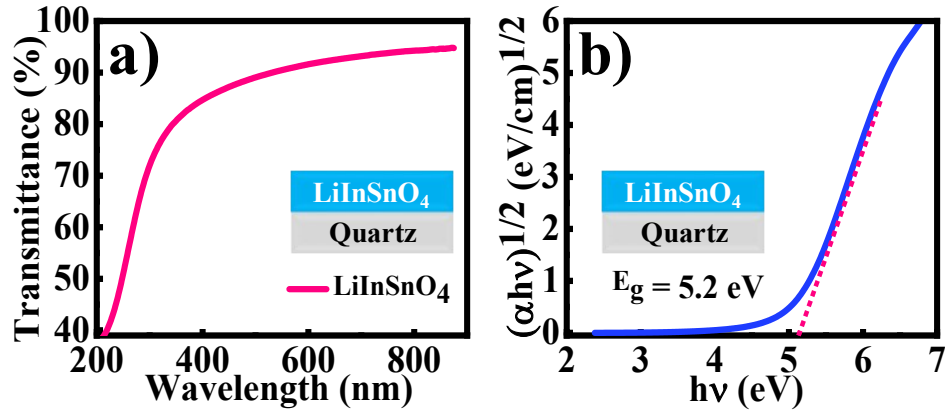 a)
Transmittance (%)
100
90
80
70
60
50
40
200
400
600
800
Wavelength (nm)
LiInSnO4
Quartz
LiInSnO4
b)
(αhν)1/2 (eV/cm)1/2
6
5
4
3
2
1
0
2
3
4
5
6
7
hν (eV)
LiInSnO4
Quartz
Eg = 5.2 eV